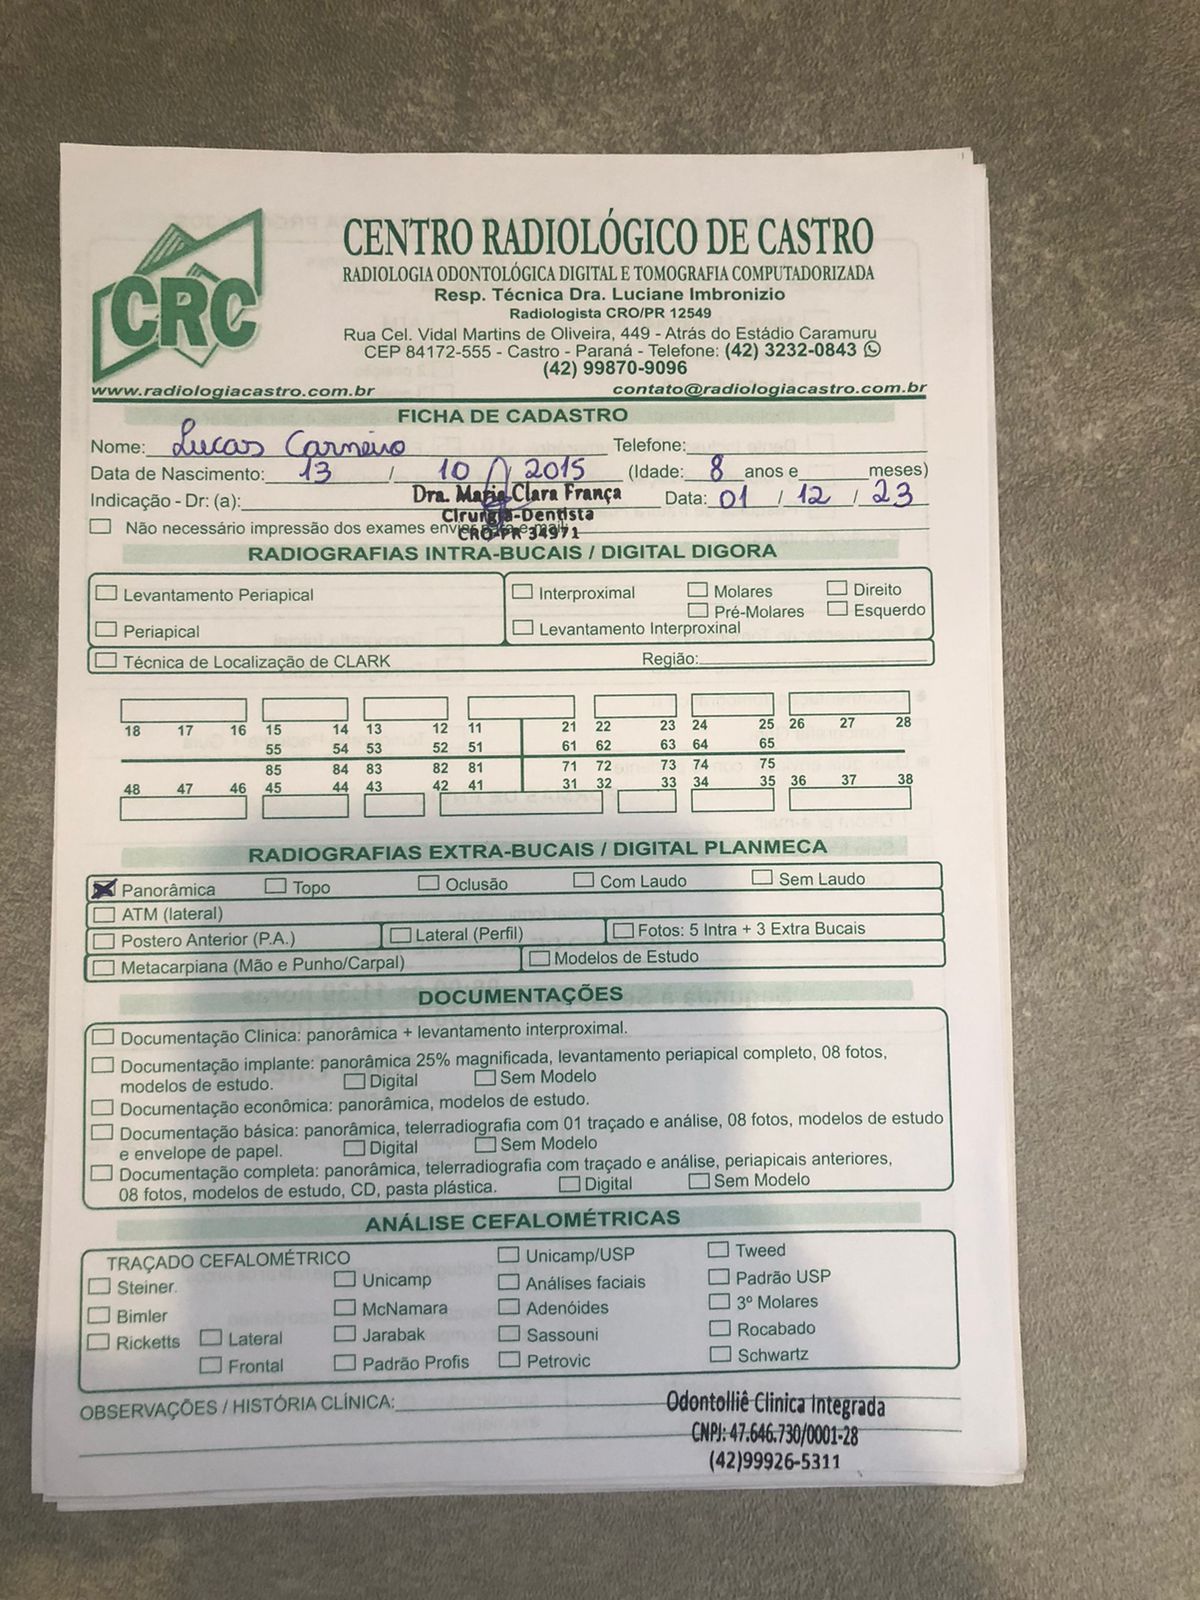 CRC
CENTRO RADIOLÓGICO DE CASTRO
RADIOLOGIA ODONTOLÓGICA DIGITAL E TOMOGRAFIA COMPUTADORIZADA
Resp. Técnica Dra. Luciane Imbronizio
Radiologista CRO/PR 12549
Rua Cel. Vidal Martins de Oliveira, 449 - Atrás do Estádio Caramuru
CEP 84172-555 - Castro - Paraná - Telefone: (42) 3232-0843
(42) 99870-9096
www.radiologiacastro.com.br contato@radiologiacastro.com.br
FICHA DE CADASTRO
Nome: Lucas Carneiro Telefone:
Data de Nascimento: 13 / 10 / 2015 (Idade: 8 anos e meses)
Indicação - Dr: (a): Dra. Maria Clara França Data: 01 / 12 / 23
Cirurgiã-Dentista
Não necessário impressão dos exames enviar para e-mail:
CRO-PR 34971
RADIOGRAFIAS INTRA-BUCAIS / DIGITAL DIGORA
Levantamento Periapical Interproximal Molares Direito
Pré-Molares Esquerdo
Periapical Levantamento Interproxinal
Técnica de Localização de CLARK Região:
18 17 16 15 14 13 12 11 21 22 23 24 25 26 27 28
55 54 53 52 51 61 62 63 64 65
85 84 83 82 81 71 72 73 74 75
48 47 46 45 44 43 42 41 31 32 33 34 35 36 37 38
RADIOGRAFIAS EXTRA-BUCAIS / DIGITAL PLANMECA
Panorâmica Topo Oclusão Com Laudo Sem Laudo
ATM (lateral)
Postero Anterior (P.A.) Lateral (Perfil) Fotos: 5 Intra + 3 Extra Bucais
Metacarpiana (Mão e Punho/Carpal) Modelos de Estudo
DOCUMENTAÇÕES
Documentação Clinica: panorâmica + levantamento interproximal.
Documentação implante: panorâmica 25% magnificada, levantamento periapical completo, 08 fotos,
modelos de estudo. Digital Sem Modelo
Documentação econômica: panorâmica, modelos de estudo.
Documentação básica: panorâmica, telerradiografia com 01 traçado e análise, 08 fotos, modelos de estudo
e envelope de papel. Digital Sem Modelo
Documentação completa: panorâmica, telerradiografia com traçado e análise, periapicais anteriores,
08 fotos, modelos de estudo, CD, pasta plástica. Digital Sem Modelo
ANÁLISE CEFALOMÉTRICAS
TRAÇADO CEFALOMÉTRICO Unicamp/USP Tweed
Steiner. Unicamp Análises faciais Padrão USP
Bimler McNamara Adenóides 3º Molares
Ricketts Lateral Jarabak Sassouni Rocabado
Frontal Padrão Profis Petrovic Schwartz
OBSERVAÇÕES / HISTÓRIA CLÍNICA:
Odontolliê Clinica Integrada
CNPJ: 47.646.730/0001-28
(42)99926-5311